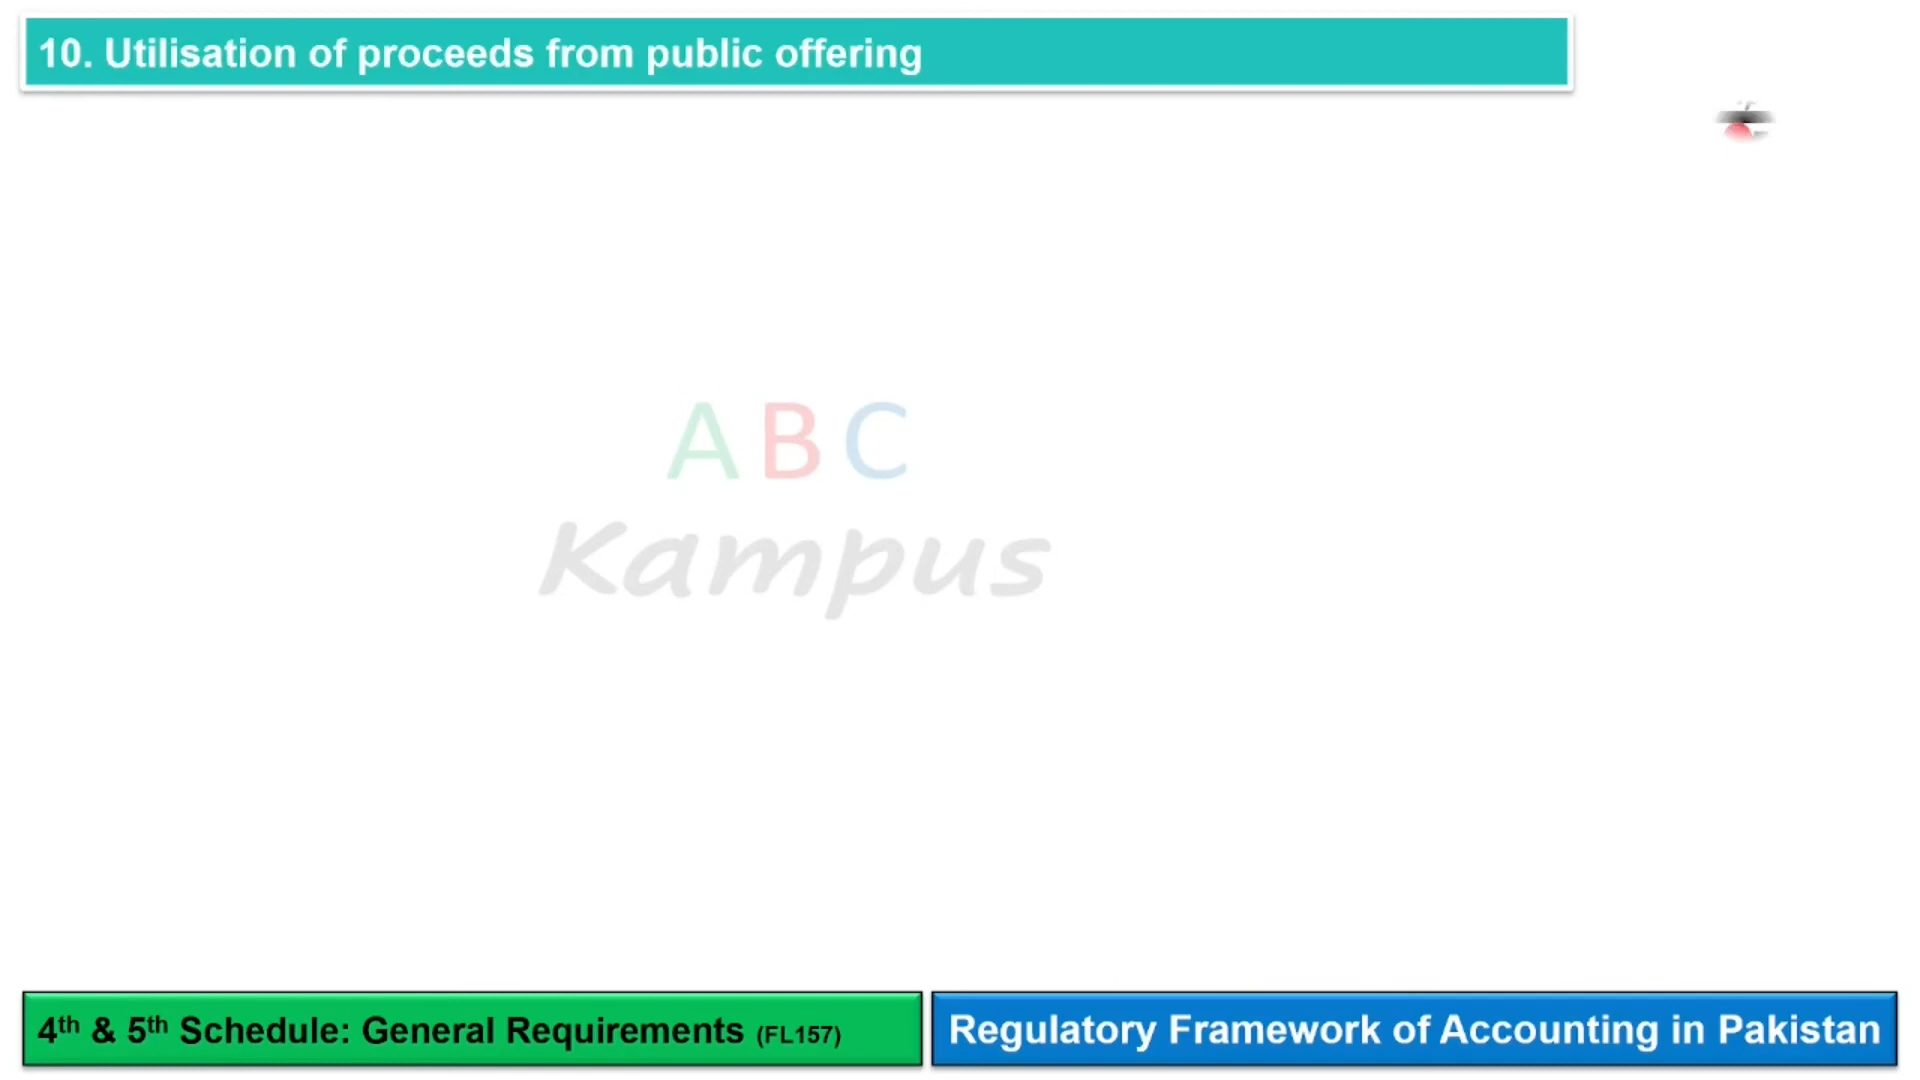 10. Utilisation of proceeds from public offering
A B C
Kampus
4th & 5th Schedule: General Requirements (FL157)
Regulatory Framework of Accounting in Pakistan